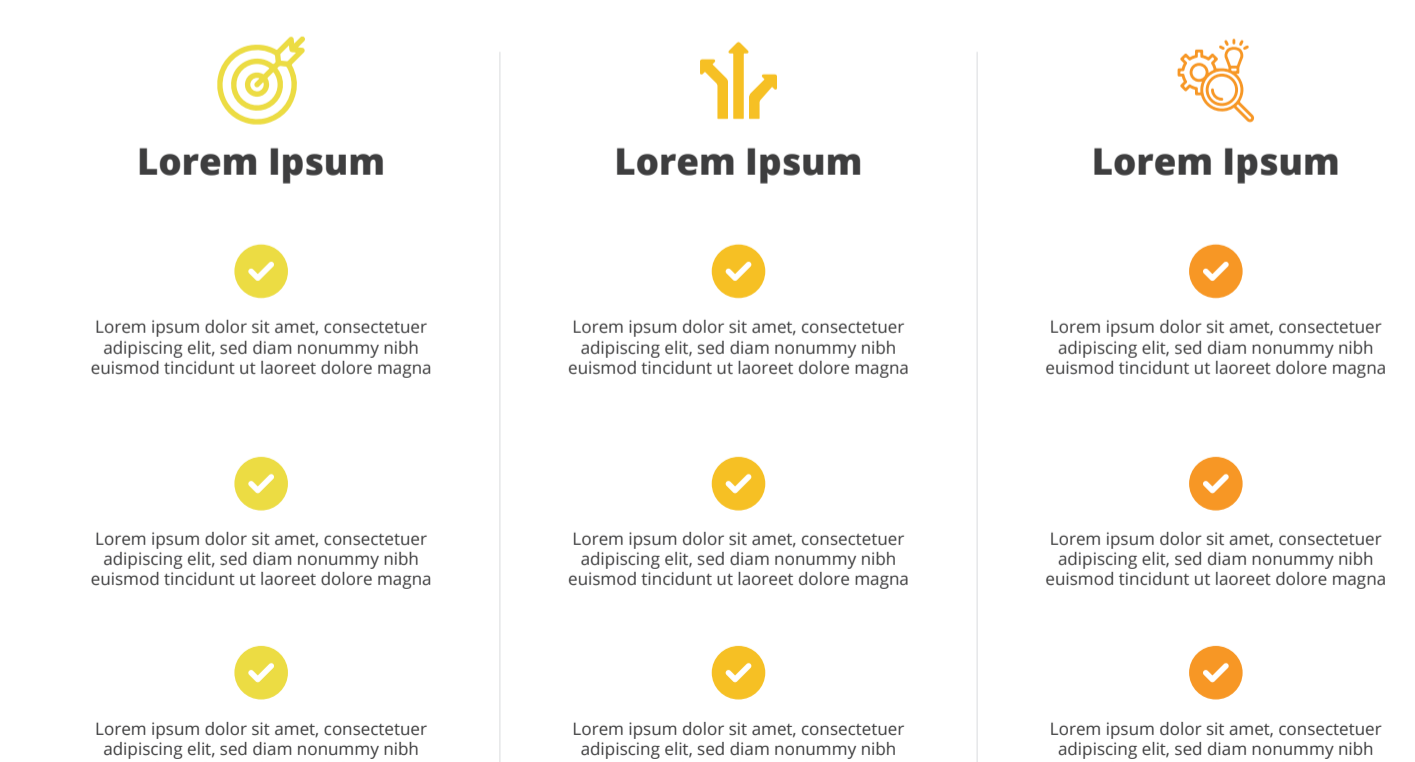 Lorem Ipsum
Lorem ipsum dolor sit amet, consectetuer
adipiscing elit, sed diam nonummy nibh
euismod tincidunt ut laoreet dolore magna
Lorem ipsum dolor sit amet, consectetuer
adipiscing elit, sed diam nonummy nibh
euismod tincidunt ut laoreet dolore magna
Lorem ipsum dolor sit amet, consectetuer
adipiscing elit, sed diam nonummy nibh
Lorem Ipsum
Lorem ipsum dolor sit amet, consectetuer
adipiscing elit, sed diam nonummy nibh
euismod tincidunt ut laoreet dolore magna
Lorem ipsum dolor sit amet, consectetuer
adipiscing elit, sed diam nonummy nibh
euismod tincidunt ut laoreet dolore magna
Lorem ipsum dolor sit amet, consectetuer
adipiscing elit, sed diam nonummy nibh
Lorem Ipsum
Lorem ipsum dolor sit amet, consectetuer
adipiscing elit, sed diam nonummy nibh
euismod tincidunt ut laoreet dolore magna
Lorem ipsum dolor sit amet, consectetuer
adipiscing elit, sed diam nonummy nibh
euismod tincidunt ut laoreet dolore magna
Lorem ipsum dolor sit amet, consectetuer
adipiscing elit, sed diam nonummy nibh